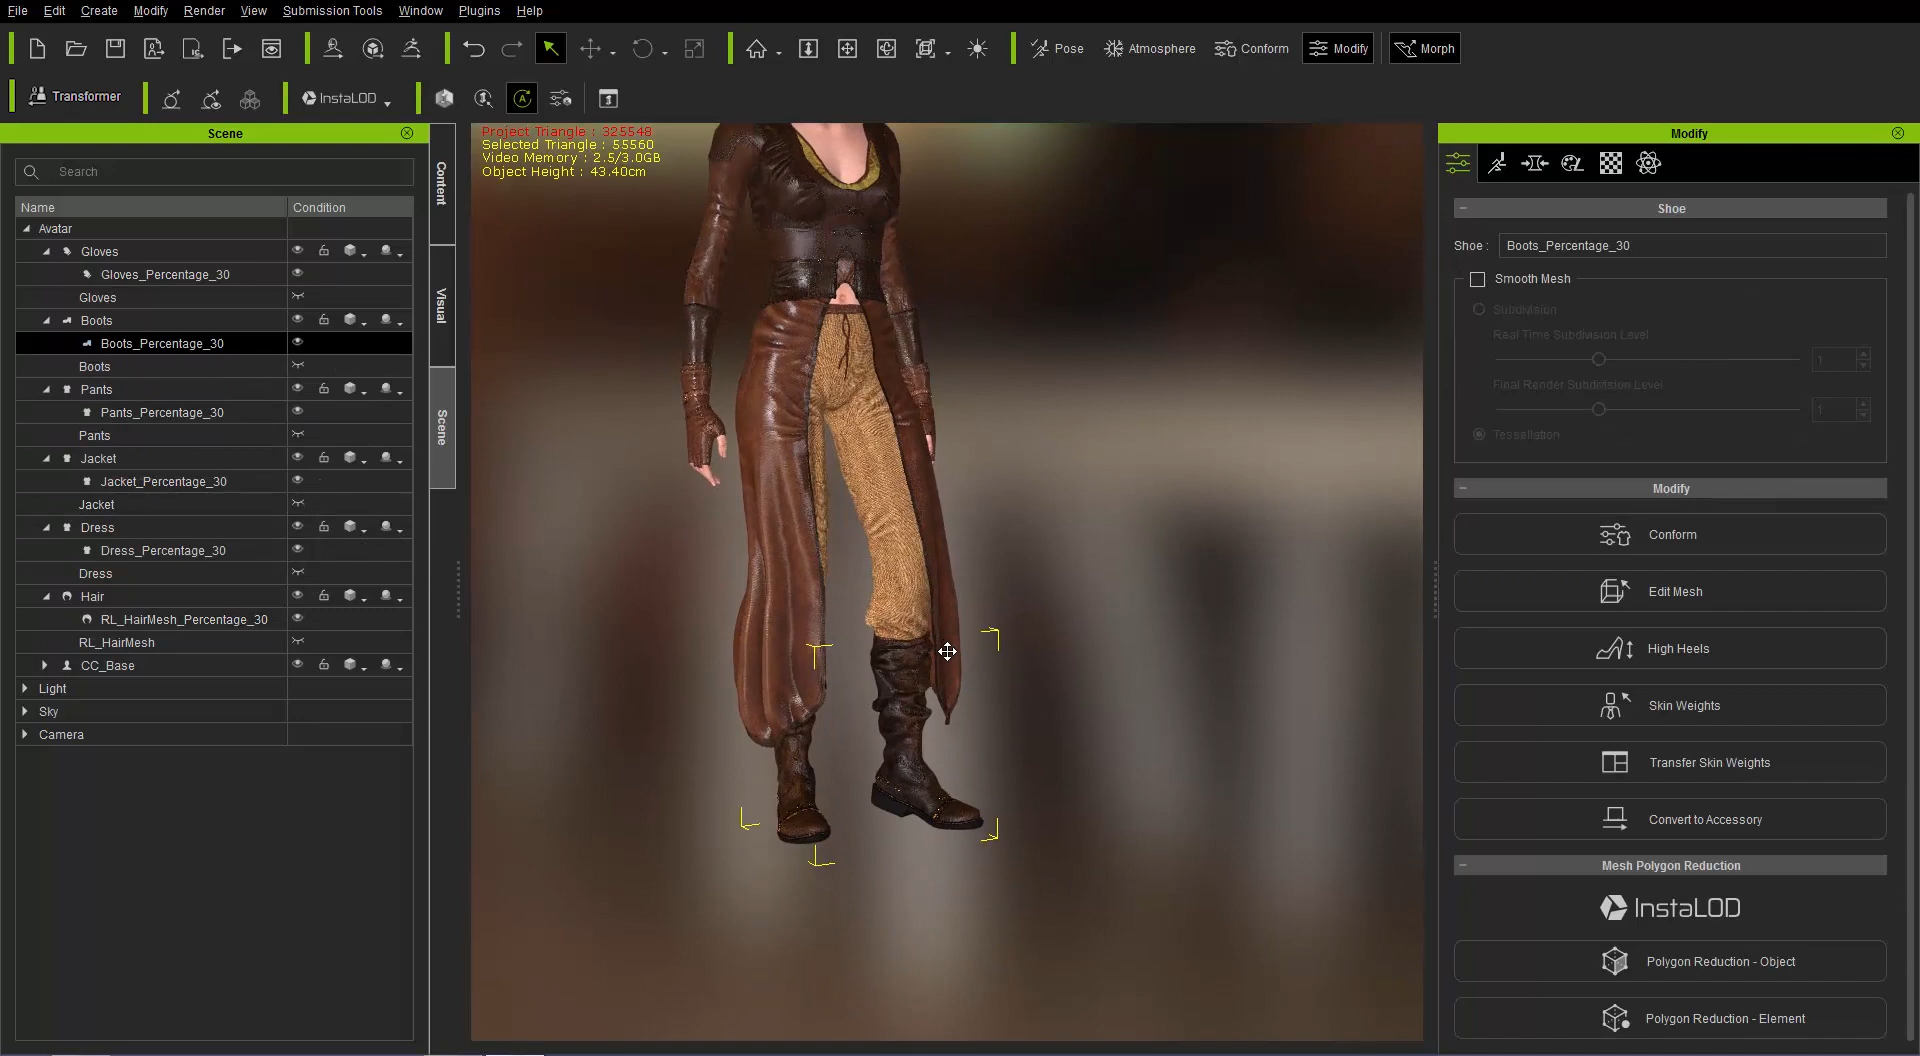 File Edit Create Modify Render View Submission Tools Window Plugins Help
Pose Atmosphere Conform Modify Morph
Transformer InstaLOD
Scene
Search
Name Condition
Avatar
Gloves
Gloves_Percentage_30
Gloves
Boots
Boots_Percentage_30
Boots
Pants
Pants_Percentage_30
Pants
Jacket
Jacket_Percentage_30
Jacket
Dress
Dress_Percentage_30
Dress
Hair
RL_HairMesh_Percentage_30
RL_HairMesh
CC_Base
Light
Sky
Camera
Content
Visual
Scene
Project Triangle : 325548
Selected Triangle : 55560
Video Memory : 2.5/3.0GB
Object Height : 43.40cm
Modify
Shoe
Shoe : Boots_Percentage_30
Smooth Mesh
Subdivision
Real Time Subdivision Level
1
Final Render Subdivision Level
1
Tessellation
Modify
Conform
Edit Mesh
High Heels
Skin Weights
Transfer Skin Weights
Convert to Accessory
Mesh Polygon Reduction
InstaLOD
Polygon Reduction - Object
Polygon Reduction - Element